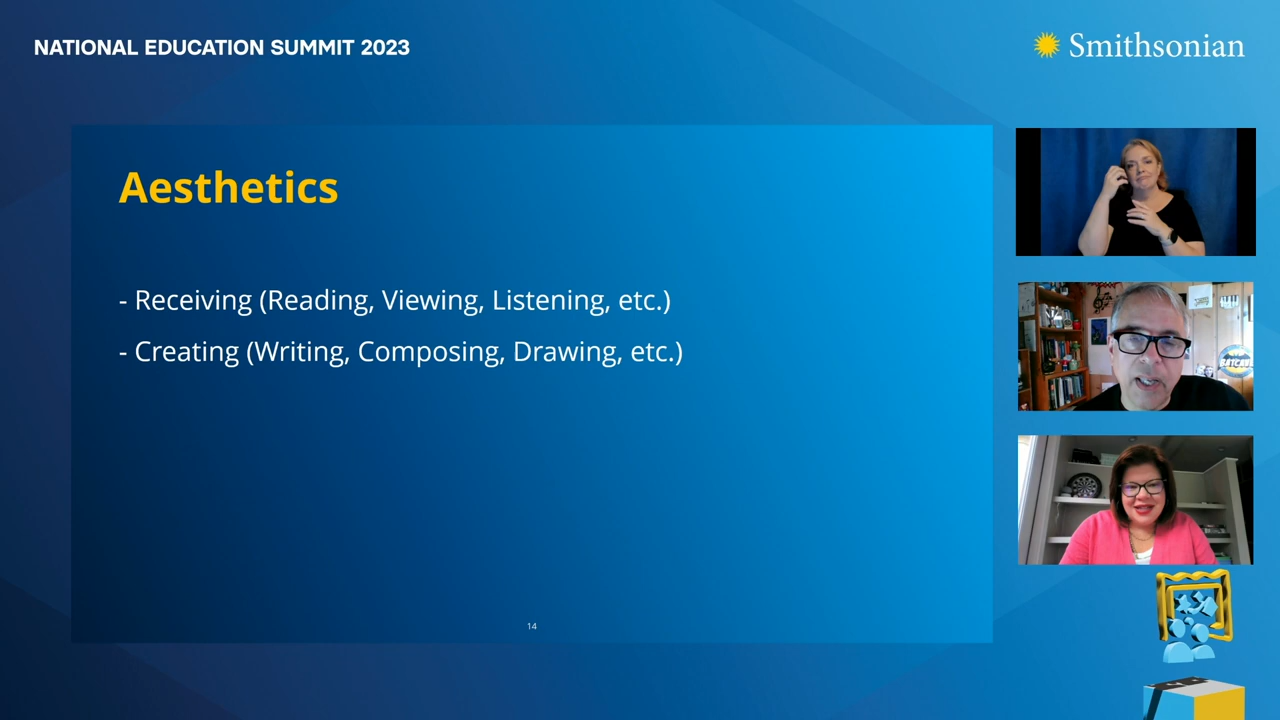 NATIONAL EDUCATION SUMMIT 2023
Smithsonian
Aesthetics
- Receiving (Reading, Viewing, Listening, etc.)
- Creating (Writing, Composing, Drawing, etc.)
14